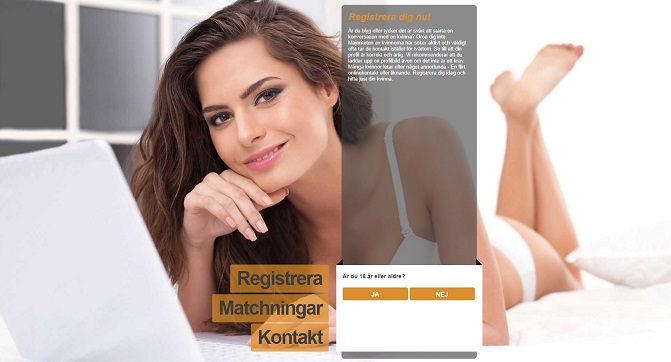 Registrera dig nu!
Är du blyg eller tycker det är svårt att starta en
konversation med en kvinna? Oroa dig inte.
Majoriteten av kvinnorna här söker aktivt och väldigt
ofta tar de kontakt istället för tvärtom. Se till att din
profil är korrekt och ärlig. Vi rekommenderar att du
laddar upp en profilbild även om det inte är ett krav.
Många kvinnor letar efter något annorlunda - En flirt,
onlinekontakt eller liknande. Registrera dig idag och
hitta just din kvinna.
Registrera
Matchningar
Kontakt
Är du 18 år eller äldre?
JA
NEJ